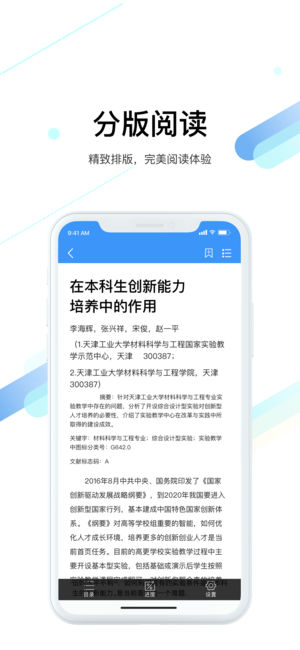 分版阅读
精致排版，完美阅读体验
9:41 AM
在本科生创新能力
培养中的作用
李海辉，张兴祥，宋俊，赵一平
（1.天津工业大学材料科学与工程国家实验教
学示范中心，天津 300387；
2.天津工业大学材料科学与工程学院，天津
300387）
摘要：针对天津工业大学材料科学与工程专业实
验教学中存在的问题，分析了开设综合设计型实验对创新型
人才培养的必要性，介绍了实验教学中心在改革与实践中所
取得的建设成效。
关键字：材料科学与工程专业；综合设计型实验；实验教学
中图分类号：G642.0
文献标志码：A
2016年8月中共中央、国务院印发了《国家
创新驱动发展战略纲要》，到2020我国要进入
创新型国家行列，基本建成中国特色国家创新体
系。《纲要》对高等学校组重要的智能，如何优
化人才成长环境，培养更多的创新创业人才是当
前首页任务。目前的高更学校实验教学过程中主
要开设基本型实验，包括基础或演示后学生按照
目录
进度
设置